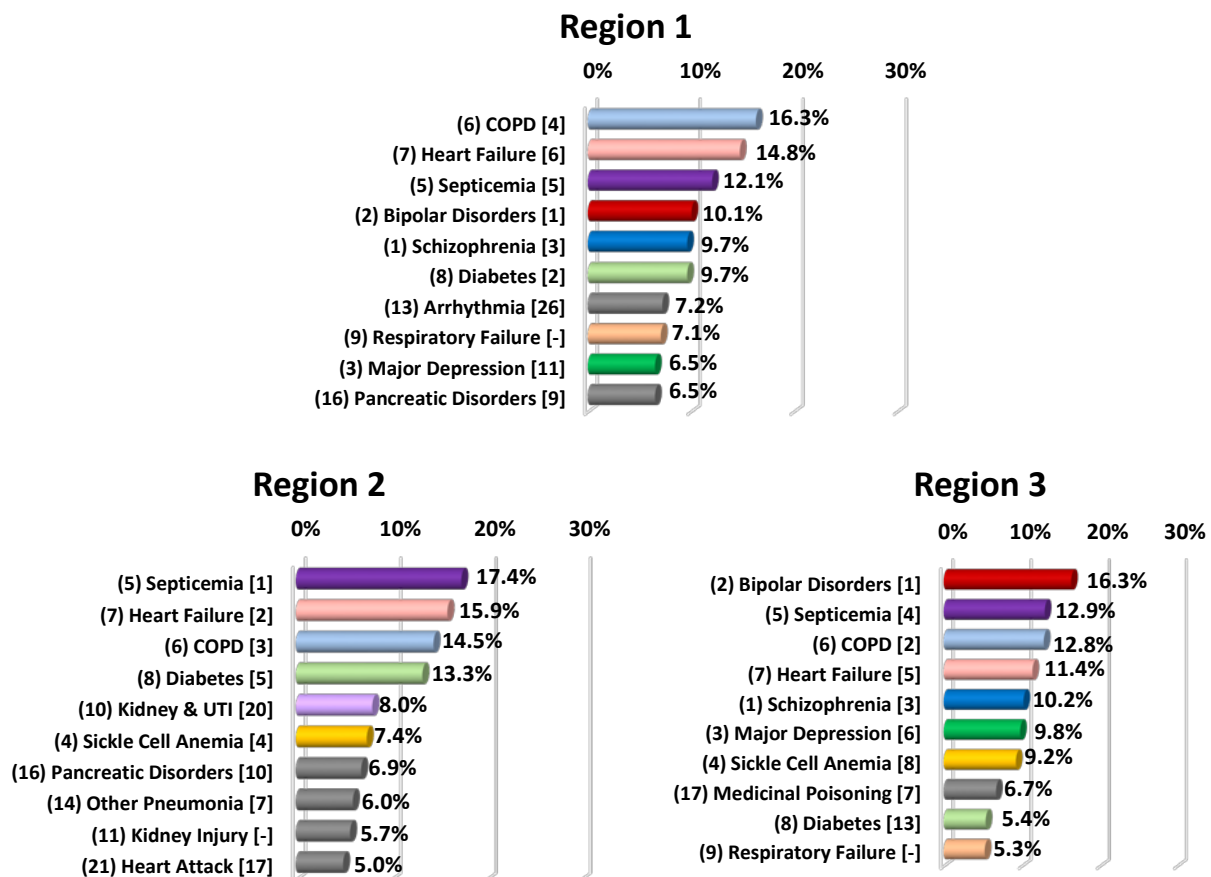 Region 1
0% 10% 20% 30%
(6) COPD [4] 16.3%
(7) Heart Failure [6] 14.8%
(5) Septicemia [5] 12.1%
(2) Bipolar Disorders [1] 10.1%
(1) Schizophrenia [3] 9.7%
(8) Diabetes [2] 9.7%
(13) Arrhythmia [26] 7.2%
(9) Respiratory Failure [-] 7.1%
(3) Major Depression [11] 6.5%
(16) Pancreatic Disorders [9] 6.5%
Region 2
0% 10% 20% 30%
(5) Septicemia [1] 17.4%
(7) Heart Failure [2] 15.9%
(6) COPD [3] 14.5%
(8) Diabetes [5] 13.3%
(10) Kidney & UTI [20] 8.0%
(4) Sickle Cell Anemia [4] 7.4%
(16) Pancreatic Disorders [10] 6.9%
(14) Other Pneumonia [7] 6.0%
(11) Kidney Injury [-] 5.7%
(21) Heart Attack [17] 5.0%
Region 3
0% 10% 20% 30%
(2) Bipolar Disorders [1] 16.3%
(5) Septicemia [4] 12.9%
(6) COPD [2] 12.8%
(7) Heart Failure [5] 11.4%
(1) Schizophrenia [3] 10.2%
(3) Major Depression [6] 9.8%
(4) Sickle Cell Anemia [8] 9.2%
(17) Medicinal Poisoning [7] 6.7%
(8) Diabetes [13] 5.4%
(9) Respiratory Failure [-] 5.3%